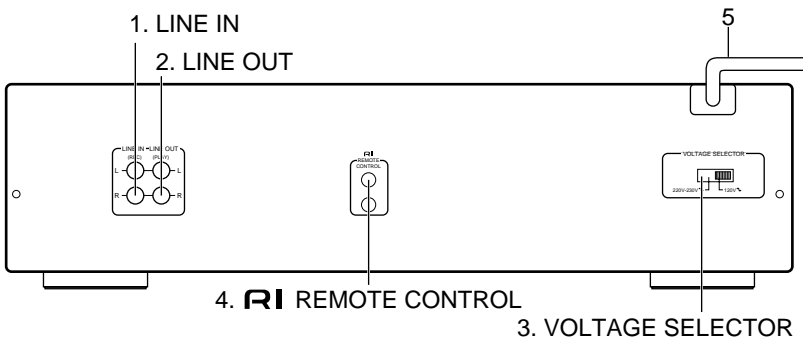 1. LINE IN
2. LINE OUT
5
LINE IN LINE OUT
(REC) (PLAY)
L L
R R
RI
REMOTE
CONTROL
VOLTAGE SELECTOR
220V-230V 120V
4. RI REMOTE CONTROL
3. VOLTAGE SELECTOR